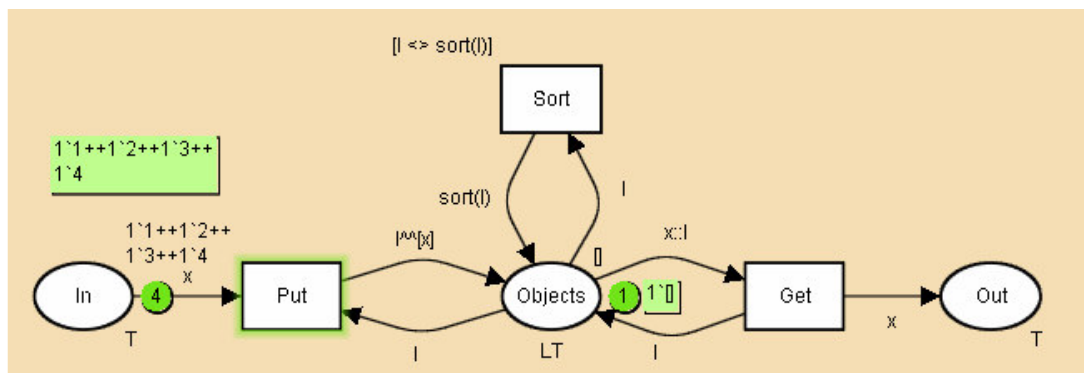 [l <> sort(l)]
Sort
1`1++1`2++1`3++
1`4
sort(l)
l
1`1++1`2++
1`3++1`4
x
l^^[x]
[]
x::l
In
4
Put
Objects
1
1`[]
Get
Out
T
l
LT
l
x
T